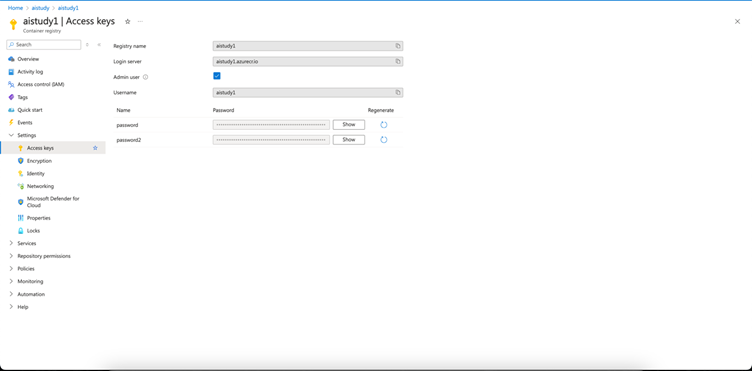 Home > aistudy > aistudy1
aistudy1 | Access keys
Container registry
Search
Overview
Activity log
Access control (IAM)
Tags
Quick start
Events
Settings
Access keys
Encryption
Identity
Networking
Microsoft Defender for
Cloud
Properties
Locks
Services
Repository permissions
Policies
Monitoring
Automation
Help
Registry name aistudy1
Login server aistudy1.azurecr.io
Admin user
Username aistudy1
Name Password Regenerate
password Show
password2 Show